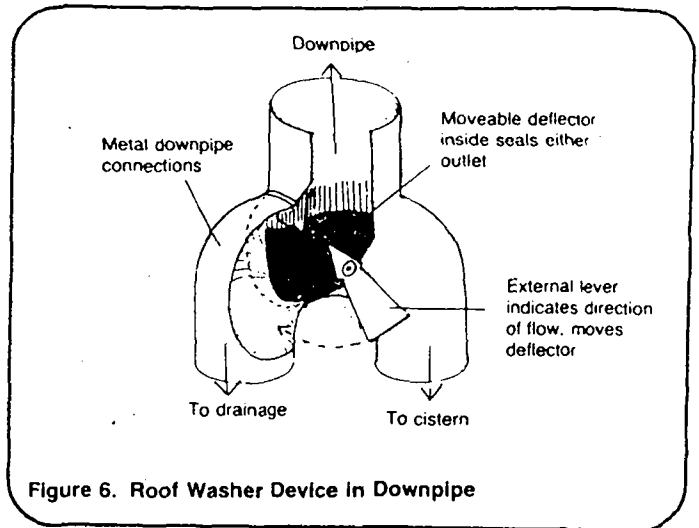 Downpipe
Metal downpipe
connections
Moveable deflector
inside seals either
outlet
External lever
indicates direction
of flow, moves
deflector
To drainage
To cistern
Figure 6. Roof Washer Device in Downpipe